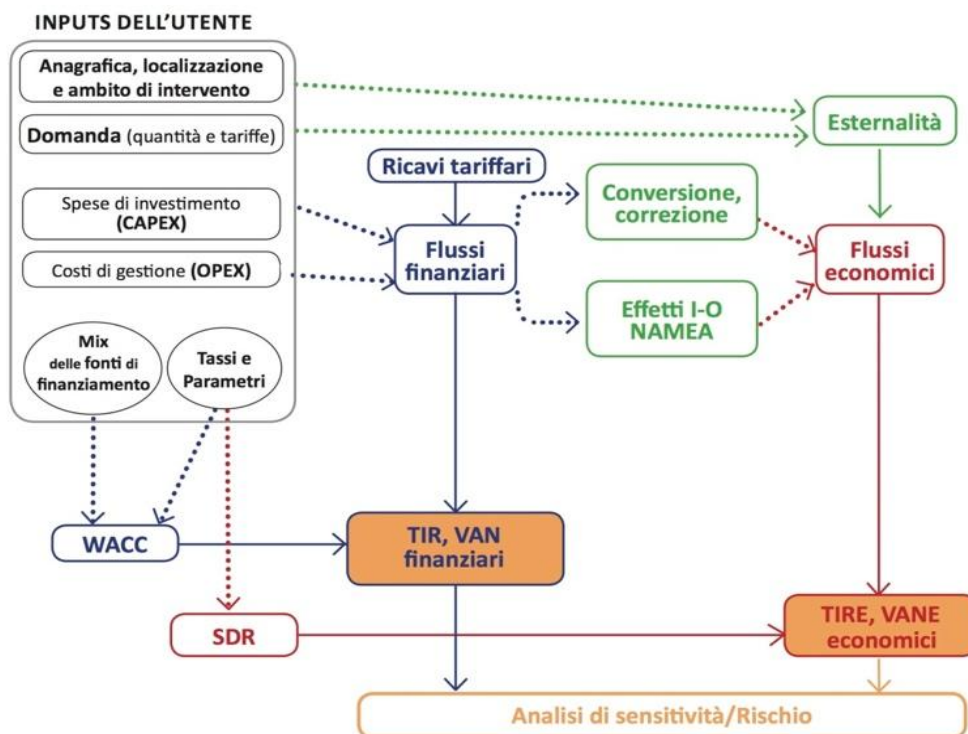 INPUTS DELL’UTENTE
Anagrafica, localizzazione
e ambito di intervento
Domanda (quantità e tariffe)
Spese di investimento
(CAPEX)
Costi di gestione (OPEX)
Mix
delle fonti di
finanziamento
Tassi e
Parametri
Ricavi tariffari
Flussi
finanziari
Conversione,
correzione
Effetti I-O
NAMEA
Esternalità
Flussi
economici
WACC
TIR, VAN
finanziari
SDR
TIRE, VANE
economici
Analisi di sensitività/Rischio